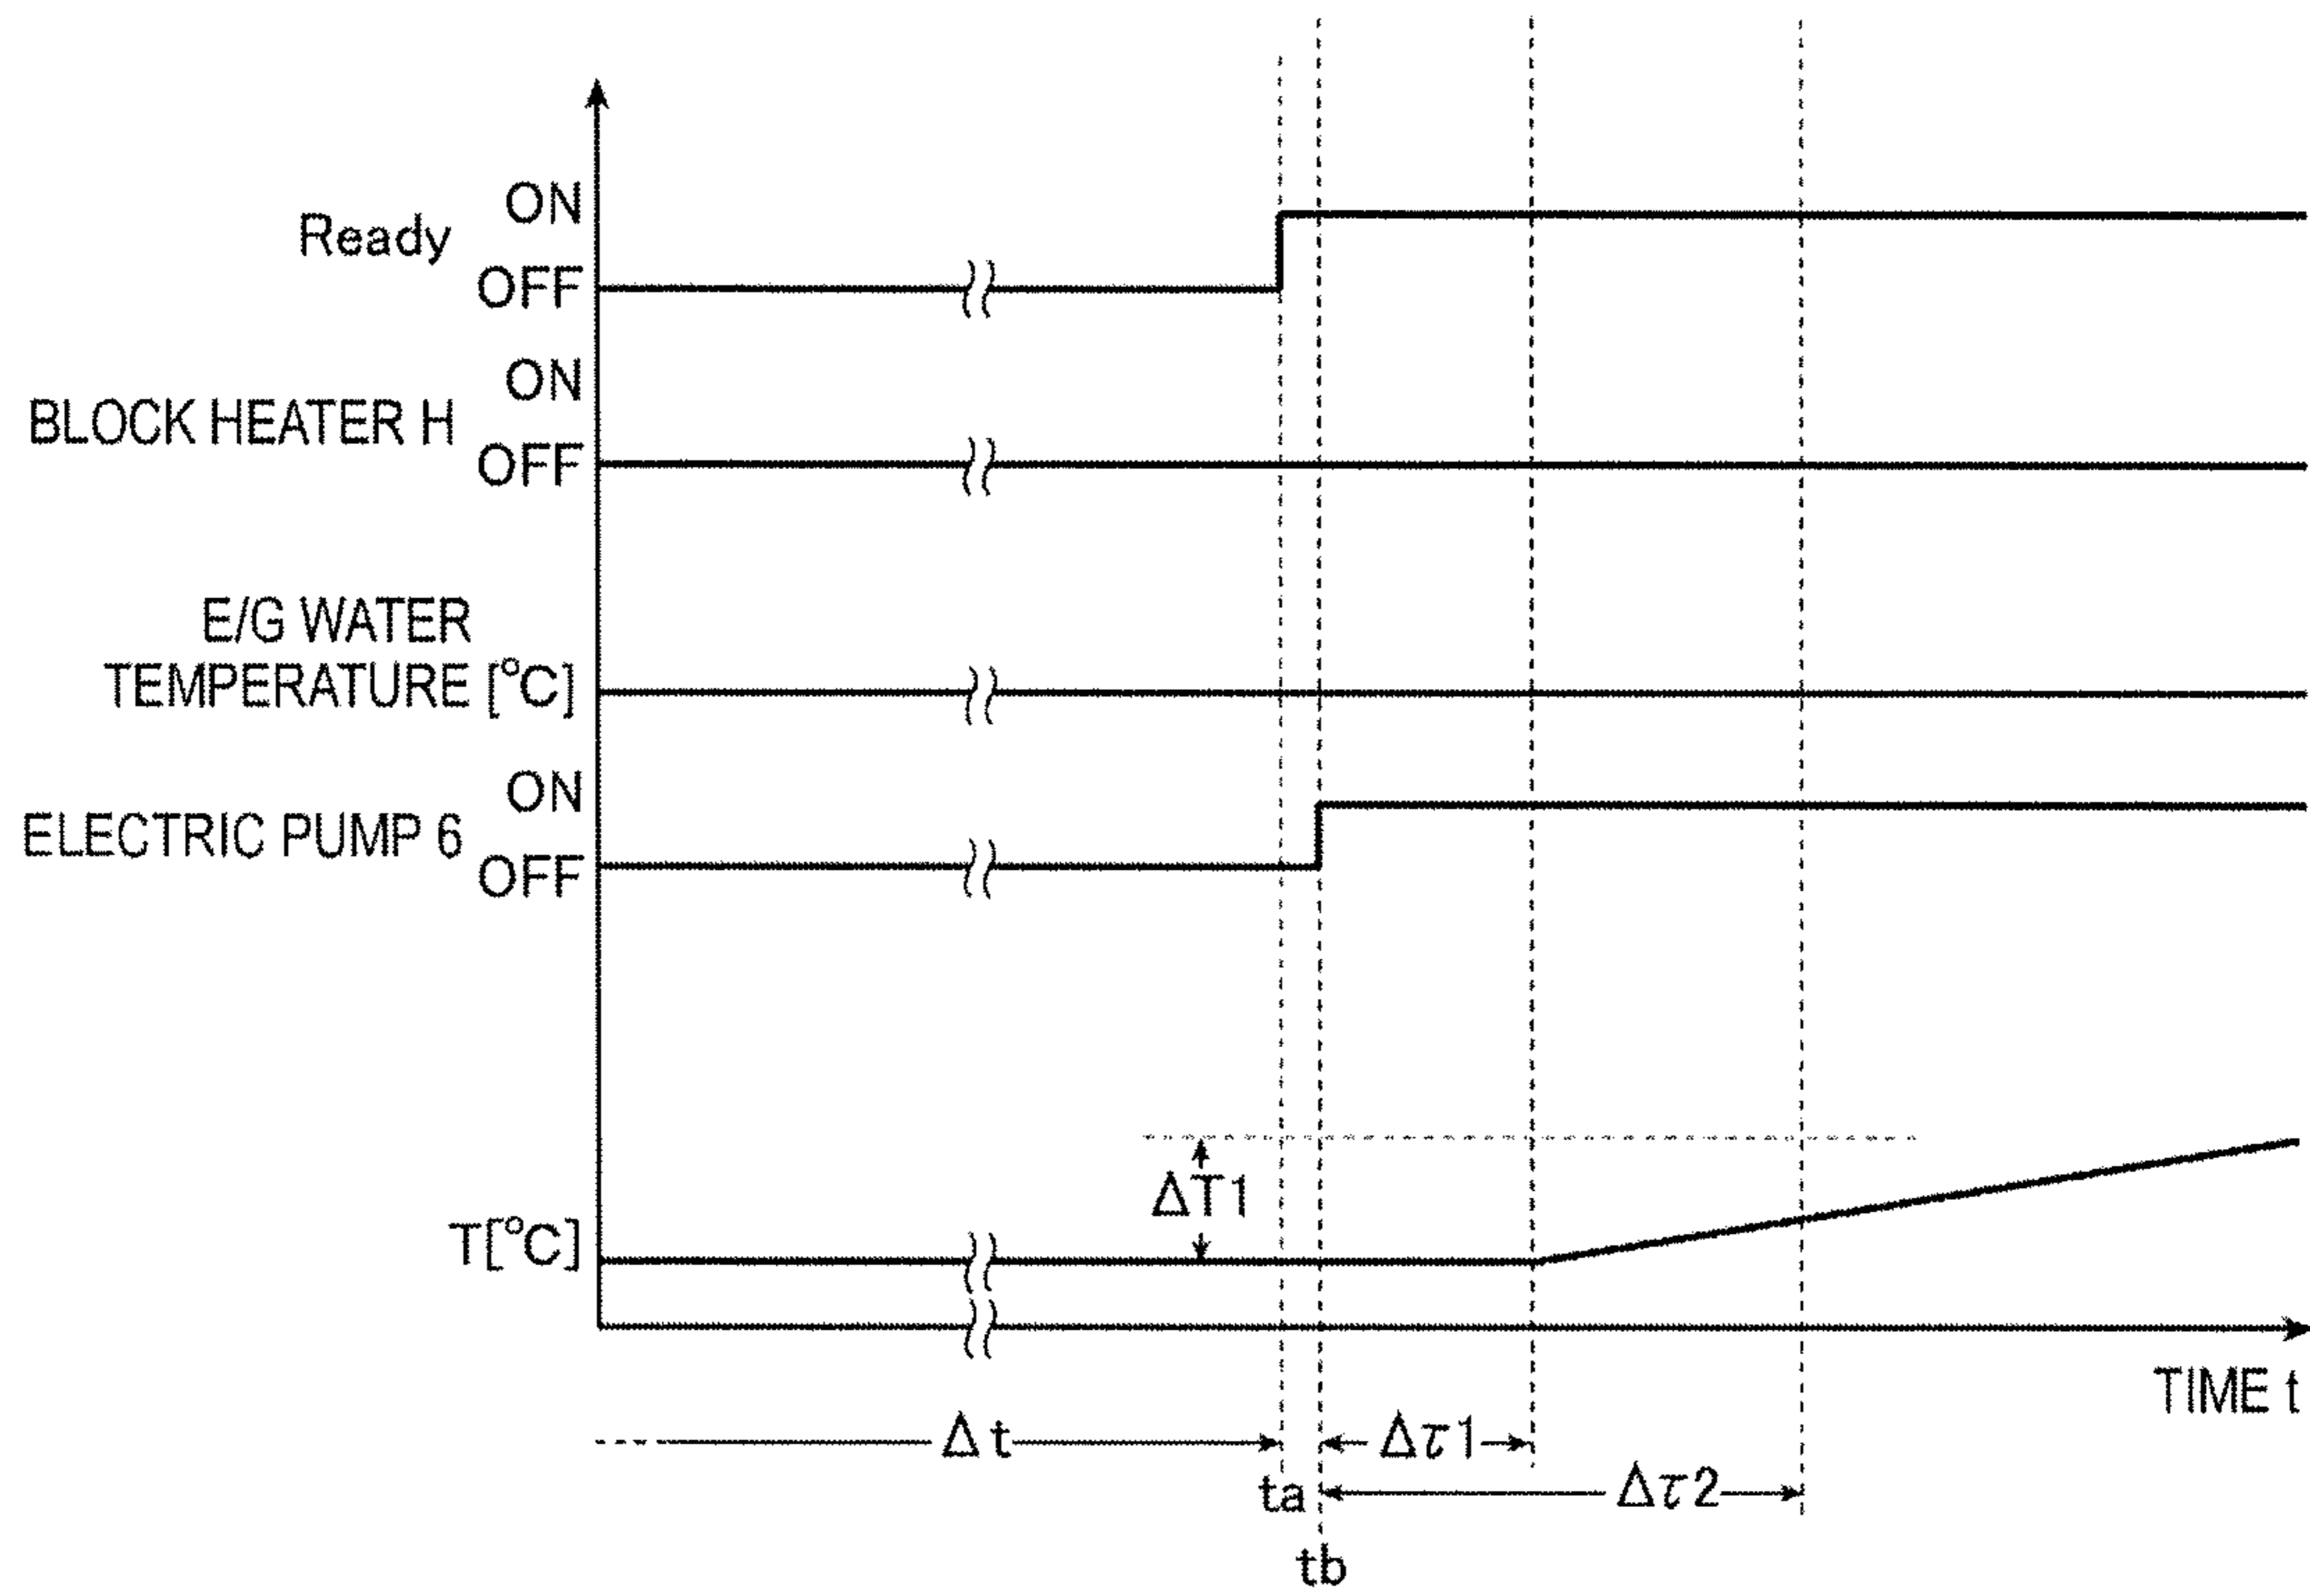 ON
Ready
OFF
ON
BLOCK HEATER H
OFF
E/G WATER
TEMPERATURE [°C]
ON
ELECTRIC PUMP 6
OFF
ΔT1
T[°C]
TIME t
Δt
Δτ1
ta
Δτ2
tb